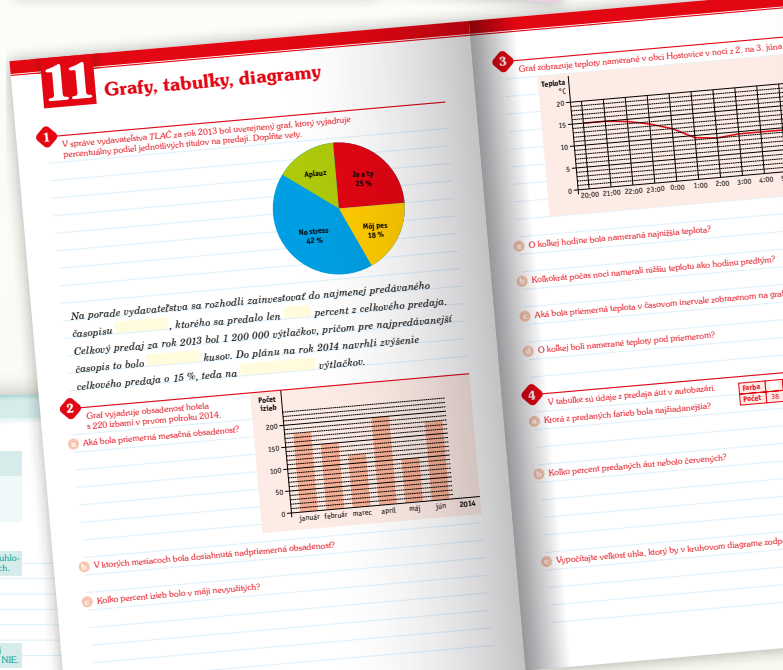 11
Grafy, tabuľky, diagramy
1
V správe vydavateľstva TLAČ za rok 2013 bol uverejnený graf, ktorý vyjadruje
percentuálny podiel jednotlivých titulov na predaji. Doplňte vety.
Aplauz
Ja a ty
25 %
No stress
42 %
Môj pes
18 %
Na porade vydavateľstva sa rozhodli zainvestovať do najmenej predávaného
časopisu , ktorého sa predalo len percent z celkového predaja.
Celkový predaj za rok 2013 bol 1 200 000 výtlačkov, pričom pre najpredávanejší
časopis to bolo kusov. Do plánu na rok 2014 navrhli zvýšenie
celkového predaja o 15 %, teda na výtlačkov.
2
Graf vyjadruje obsadenosť hotela
s 220 izbami v prvom polroku 2014.
a Aká bola priemerná mesačná obsadenosť?
Počet
izieb
200
150
100
50
0
január február marec apríl máj jún 2014
b V ktorých mesiacoch bola dosiahnutá nadpriemerná obsadenosť?
c Koľko percent izieb bolo v máji nevyužitých?
3
Graf zobrazuje teploty namerané v obci Hostovice v noci z 2. na 3. júna
Teplota
°C
20
15
10
5
0
20:00 21:00 22:00 23:00 0:00 1:00 2:00 3:00 4:00
a O koľkej hodine bola nameraná najnižšia teplota?
b Koľkokrát počas noci namerali nižšiu teplotu ako hodinu predtým?
c Aká bola priemerná teplota v časovom inervale zobrazenom na
d O koľkej boli namerané teploty pod priemerom?
4
V tabuľke sú údaje z predaja áut v autobazári.
Farba
Počet 38
a Ktorá z predaných farieb bola najžiadanejšia?
b Koľko percent predaných áut nebolo červených?
c Vypočítajte veľkosť uhla, ktorý by v kruhovom diagrame
NIE.